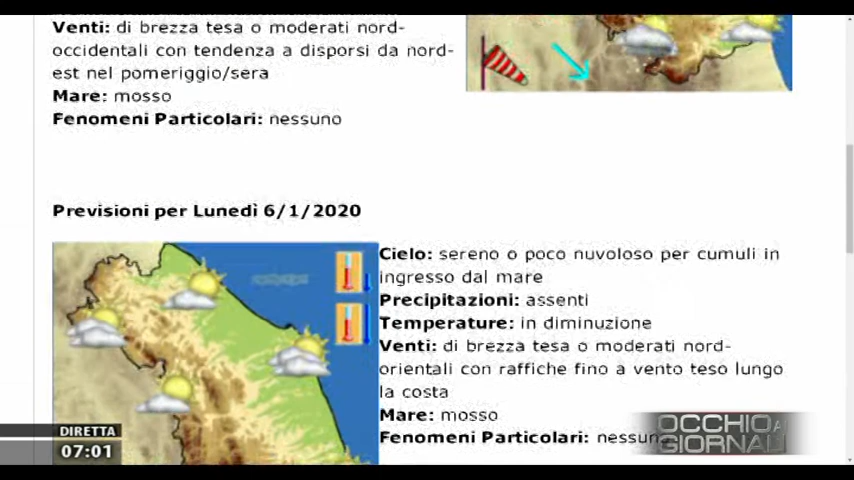 Venti: di brezza tesa o moderati nord-
occidentali con tendenza a disporsi da nord-
est nel pomeriggio/sera
Mare: mosso
Fenomeni Particolari: nessuno
Previsioni per Lunedì 6/1/2020
Cielo: sereno o poco nuvoloso per cumuli in
ingresso dal mare
Precipitazioni: assenti
Temperature: in diminuzione
Venti: di brezza tesa o moderati nord-
orientali con raffiche fino a vento teso lungo
la costa
Mare: mosso
Fenomeni Particolari: nessuno
DIRETTA
07:01
OCCHIO AI
GIORNALI